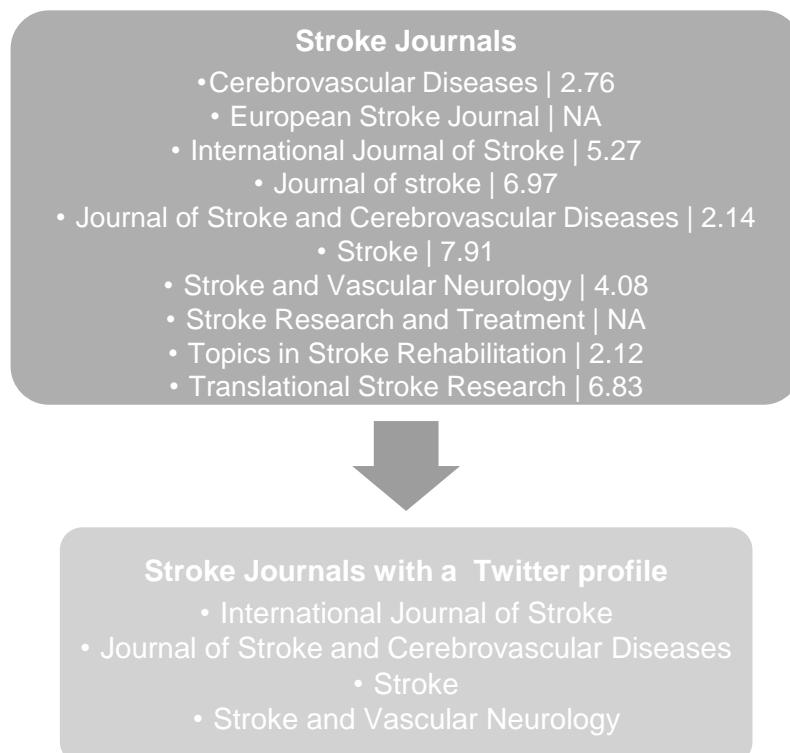 Stroke Journals
•Cerebrovascular Diseases | 2.76
• European Stroke Journal | NA
• International Journal of Stroke | 5.27
• Journal of stroke | 6.97
• Journal of Stroke and Cerebrovascular Diseases | 2.14
• Stroke | 7.91
• Stroke and Vascular Neurology | 4.08
• Stroke Research and Treatment | NA
• Topics in Stroke Rehabilitation | 2.12
• Translational Stroke Research | 6.83
Stroke Journals with a Twitter profile
• International Journal of Stroke
• Journal of Stroke and Cerebrovascular Diseases
• Stroke
• Stroke and Vascular Neurology